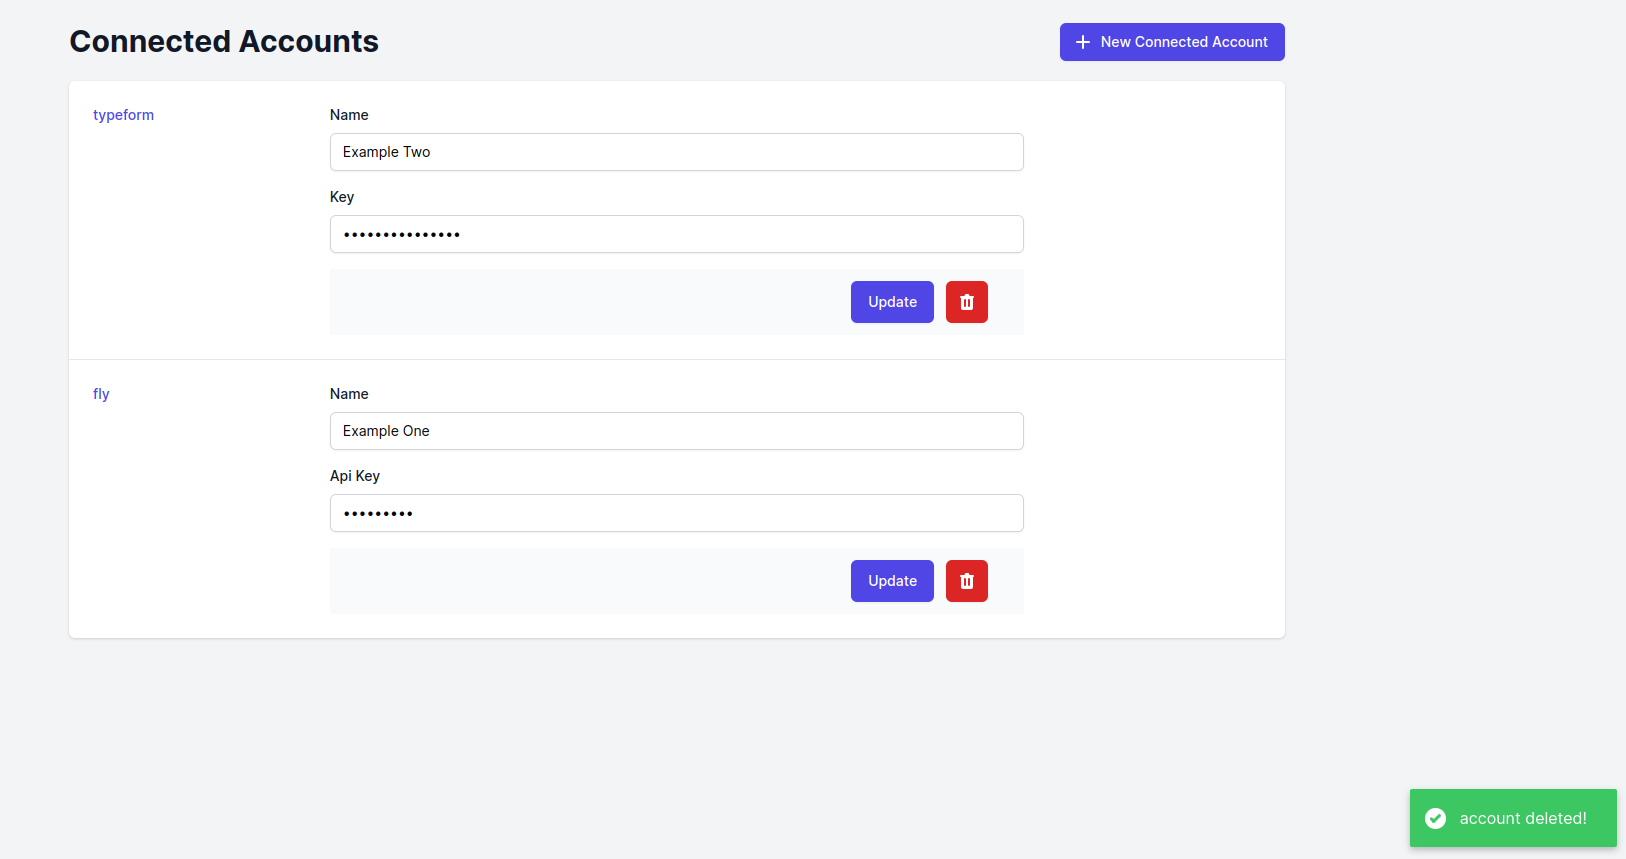 Connected Accounts
New Connected Account
typeform
Name
Example Two
Key
•••••••••••••••
Update
fly
Name
Example One
Api Key
•••••••••
Update
account deleted!